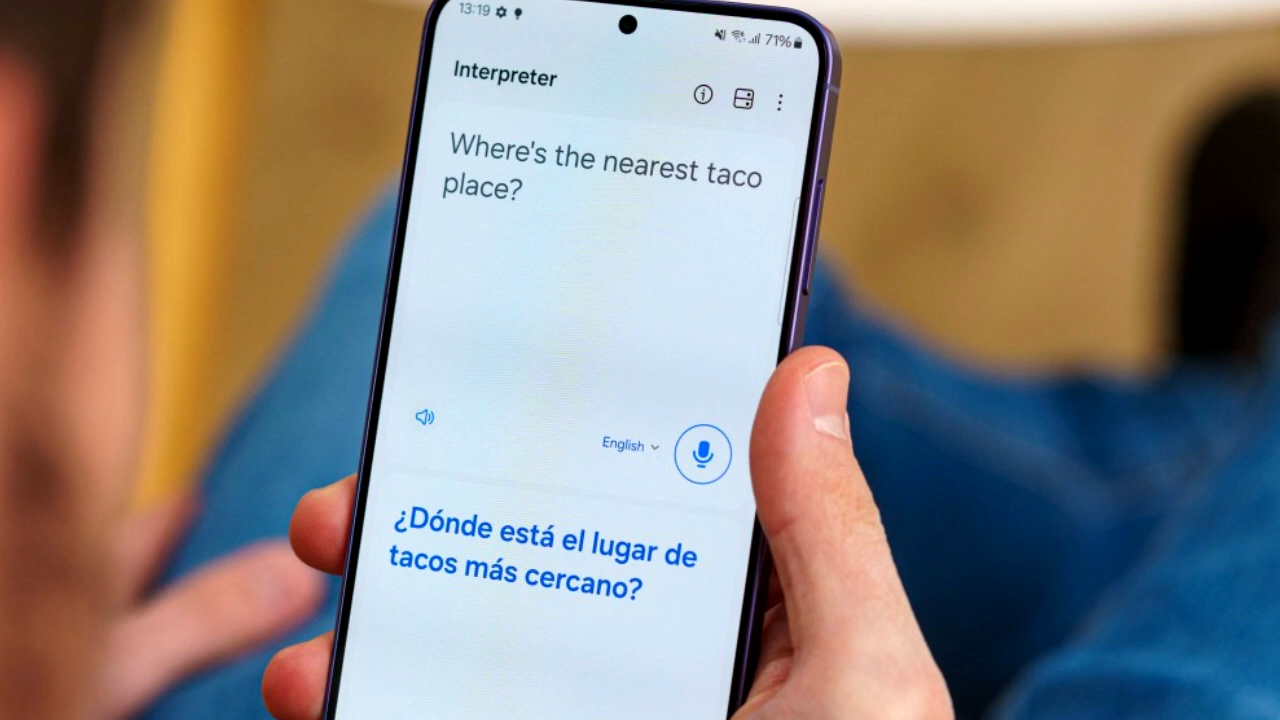 13:19
71%
Interpreter
Where's the nearest taco
place?
English
¿Dónde está el lugar de
tacos más cercano?